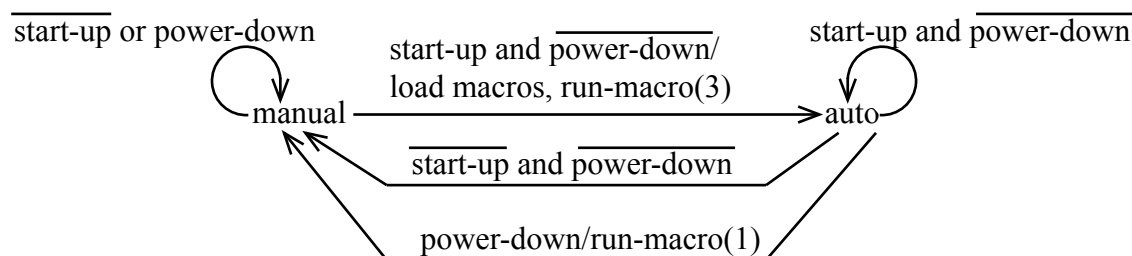 start-up or power-down
start-up and power-down
start-up and power-down/
load macros, run-macro(3)
manual
auto
start-up and power-down
power-down/run-macro(1)